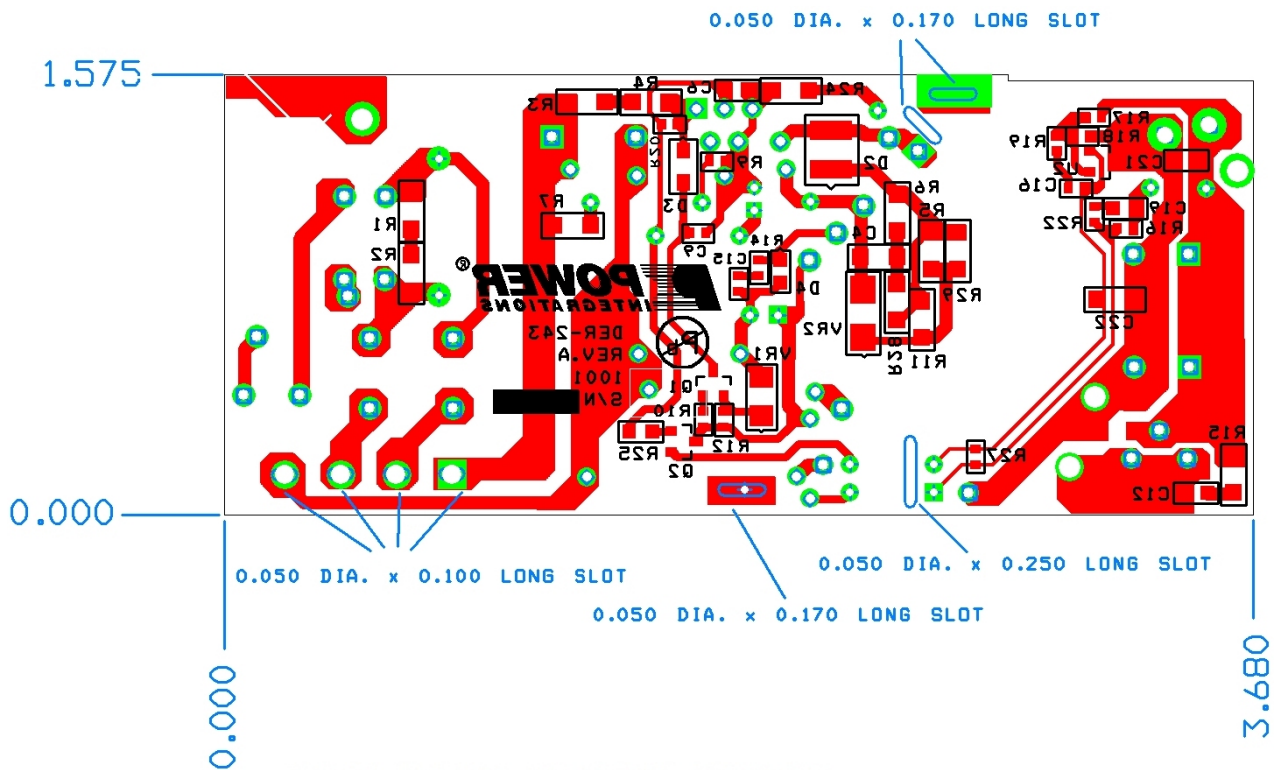 0.050 DIA. x 0.170 LONG SLOT
1.575
R4
C6
R24
R3
R17
R18
R19
R20
R9
D2
U2
C21
C16
R6
R7
D3
R5
C19
R1
R22
R16
C9
R14
C4
R2
C15
®
POWER
INTEGRATIONS
D4
R29
VR2
C22
DER-243
REV.A
1001
S/N
R28
R11
VR1
Q1
R10
R12
R25
Q2
R27
R15
C12
0.000
0.050 DIA. x 0.100 LONG SLOT
0.050 DIA. x 0.250 LONG SLOT
0.050 DIA. x 0.170 LONG SLOT
0.000
3.680